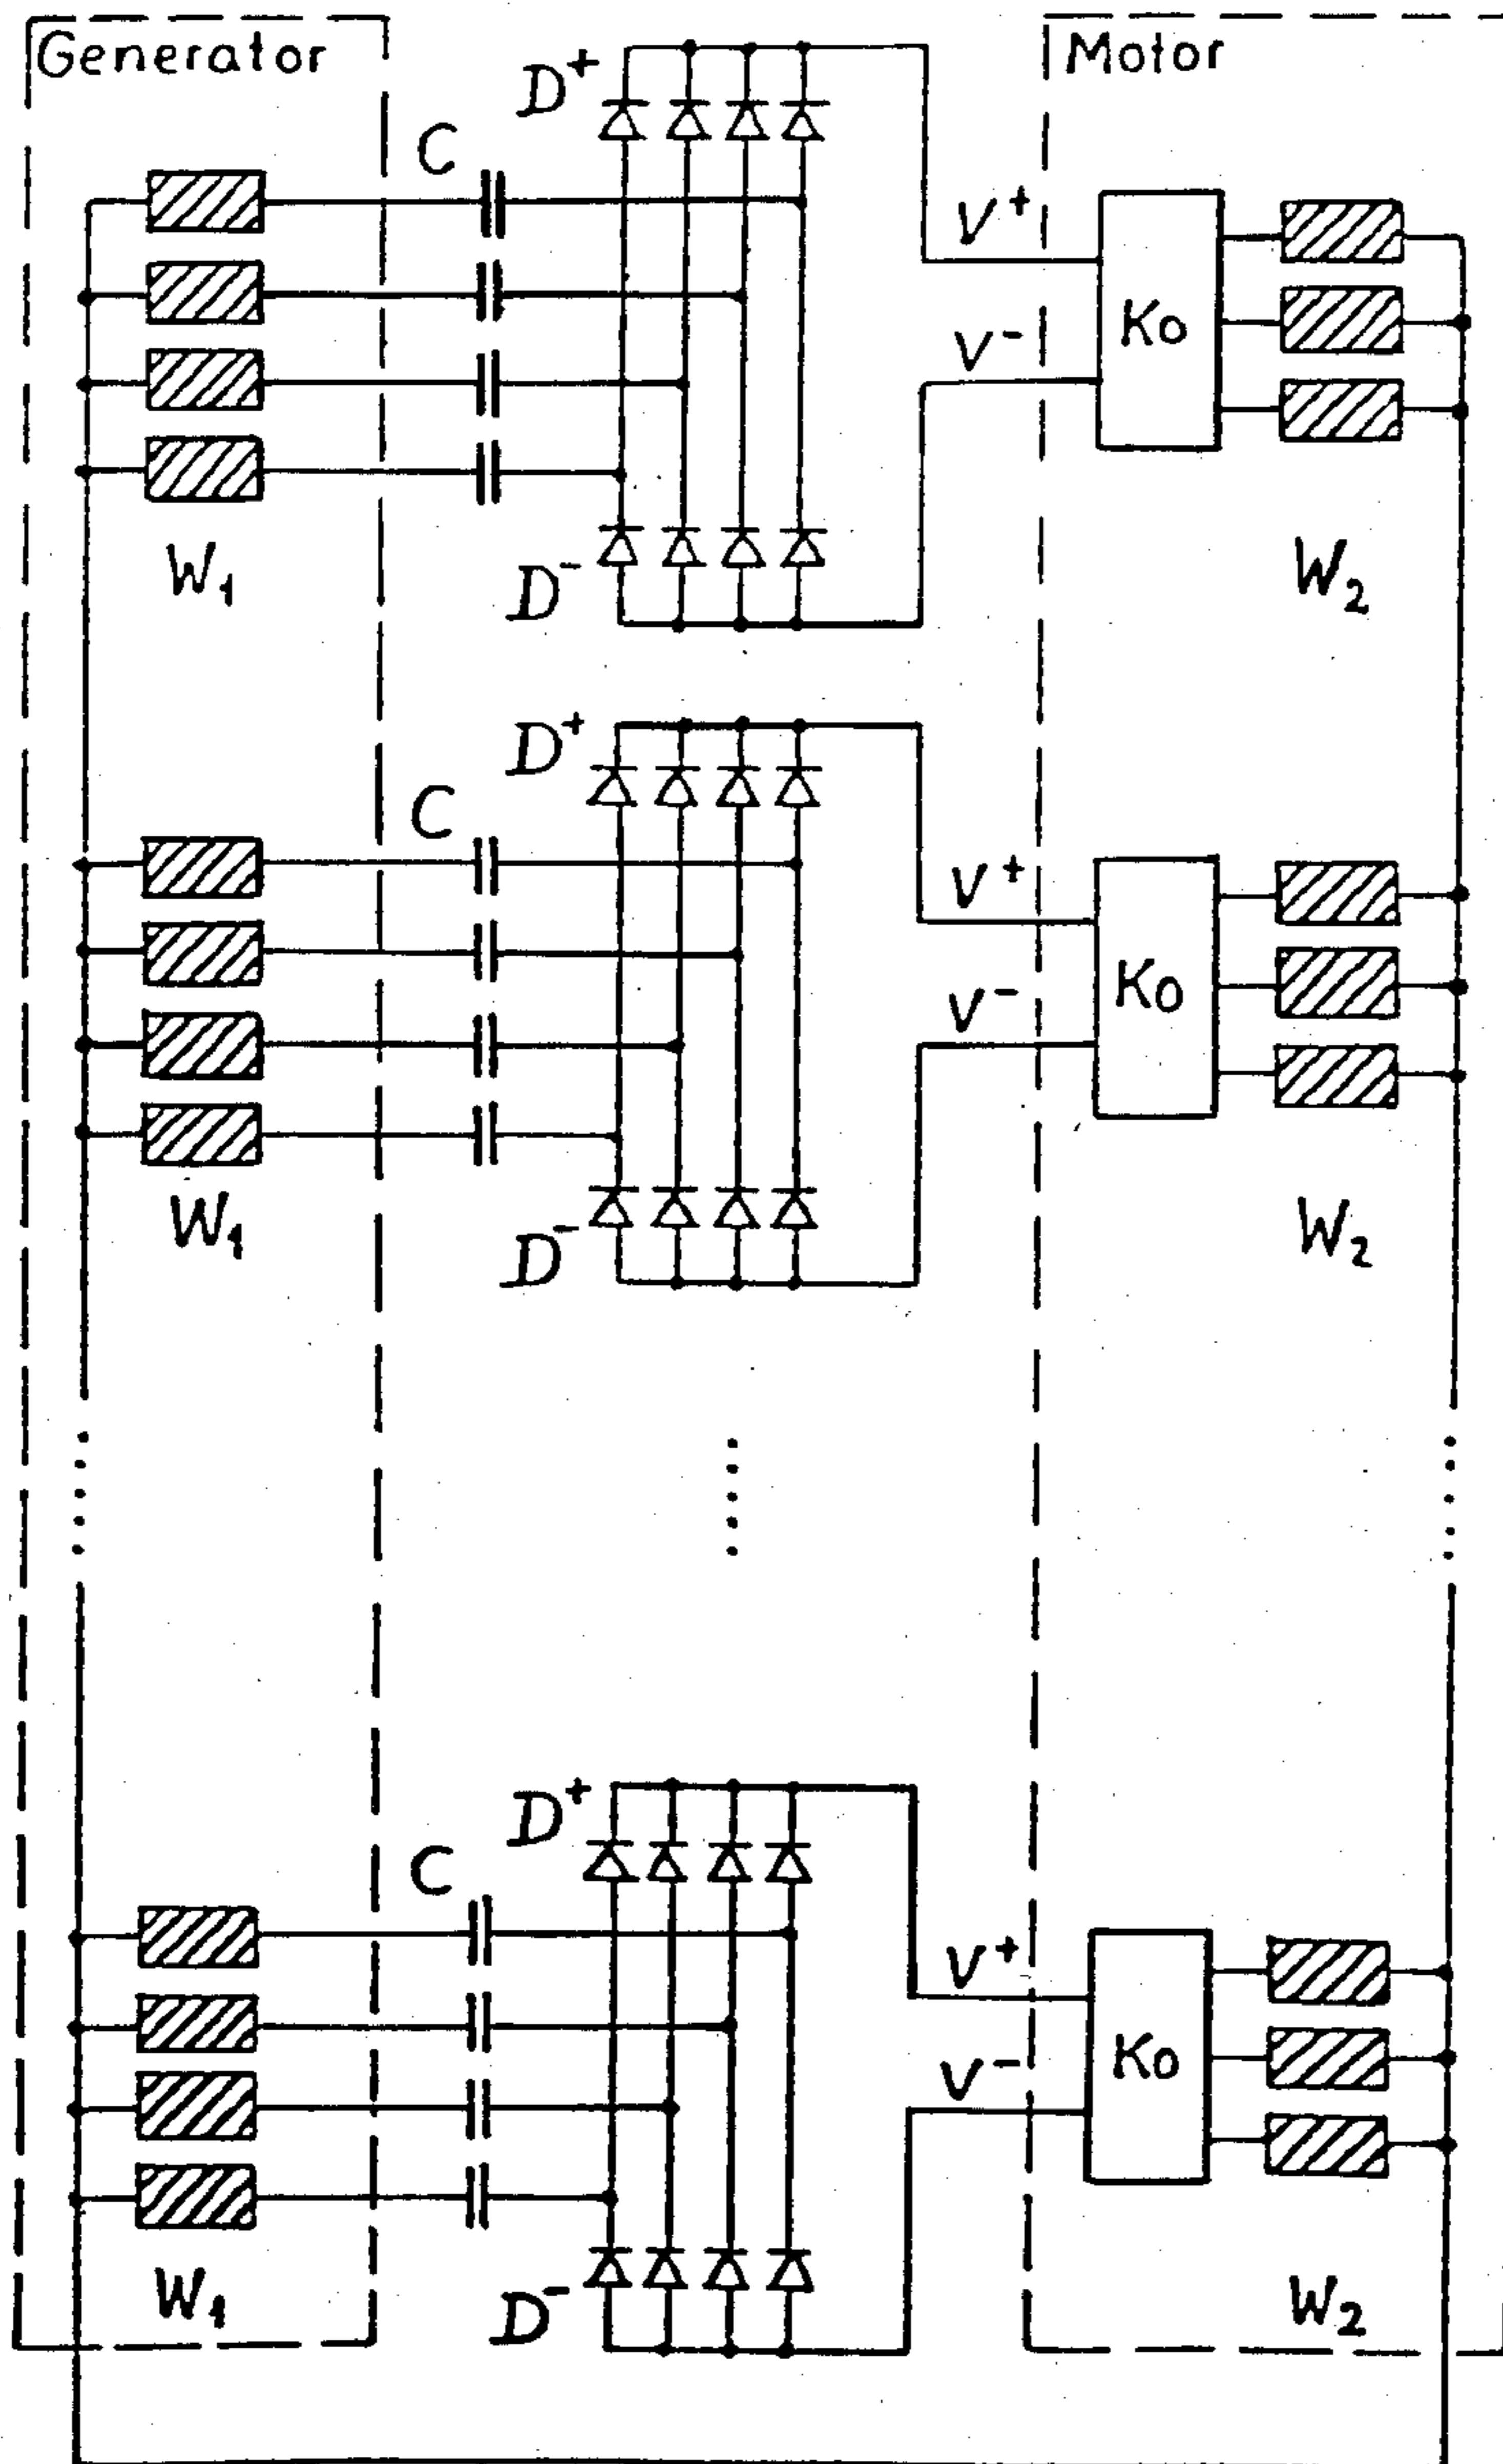 Generator
Motor
D+
C
V+
V-
Ko
W1
D-
W2
D+
C
V+
V-
Ko
W1
D-
W2
D+
C
V+
V-
Ko
W1
D-
W2